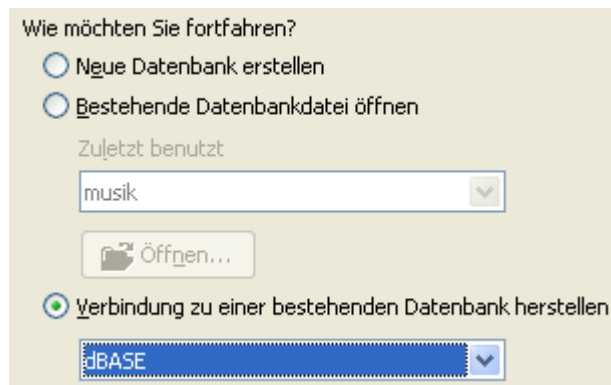 Wie möchten Sie fortfahren?
Neue Datenbank erstellen
Bestehende Datenbankdatei öffnen
Zuletzt benutzt
musik
Öffnen...
Verbindung zu einer bestehenden Datenbank herstellen
dBASE